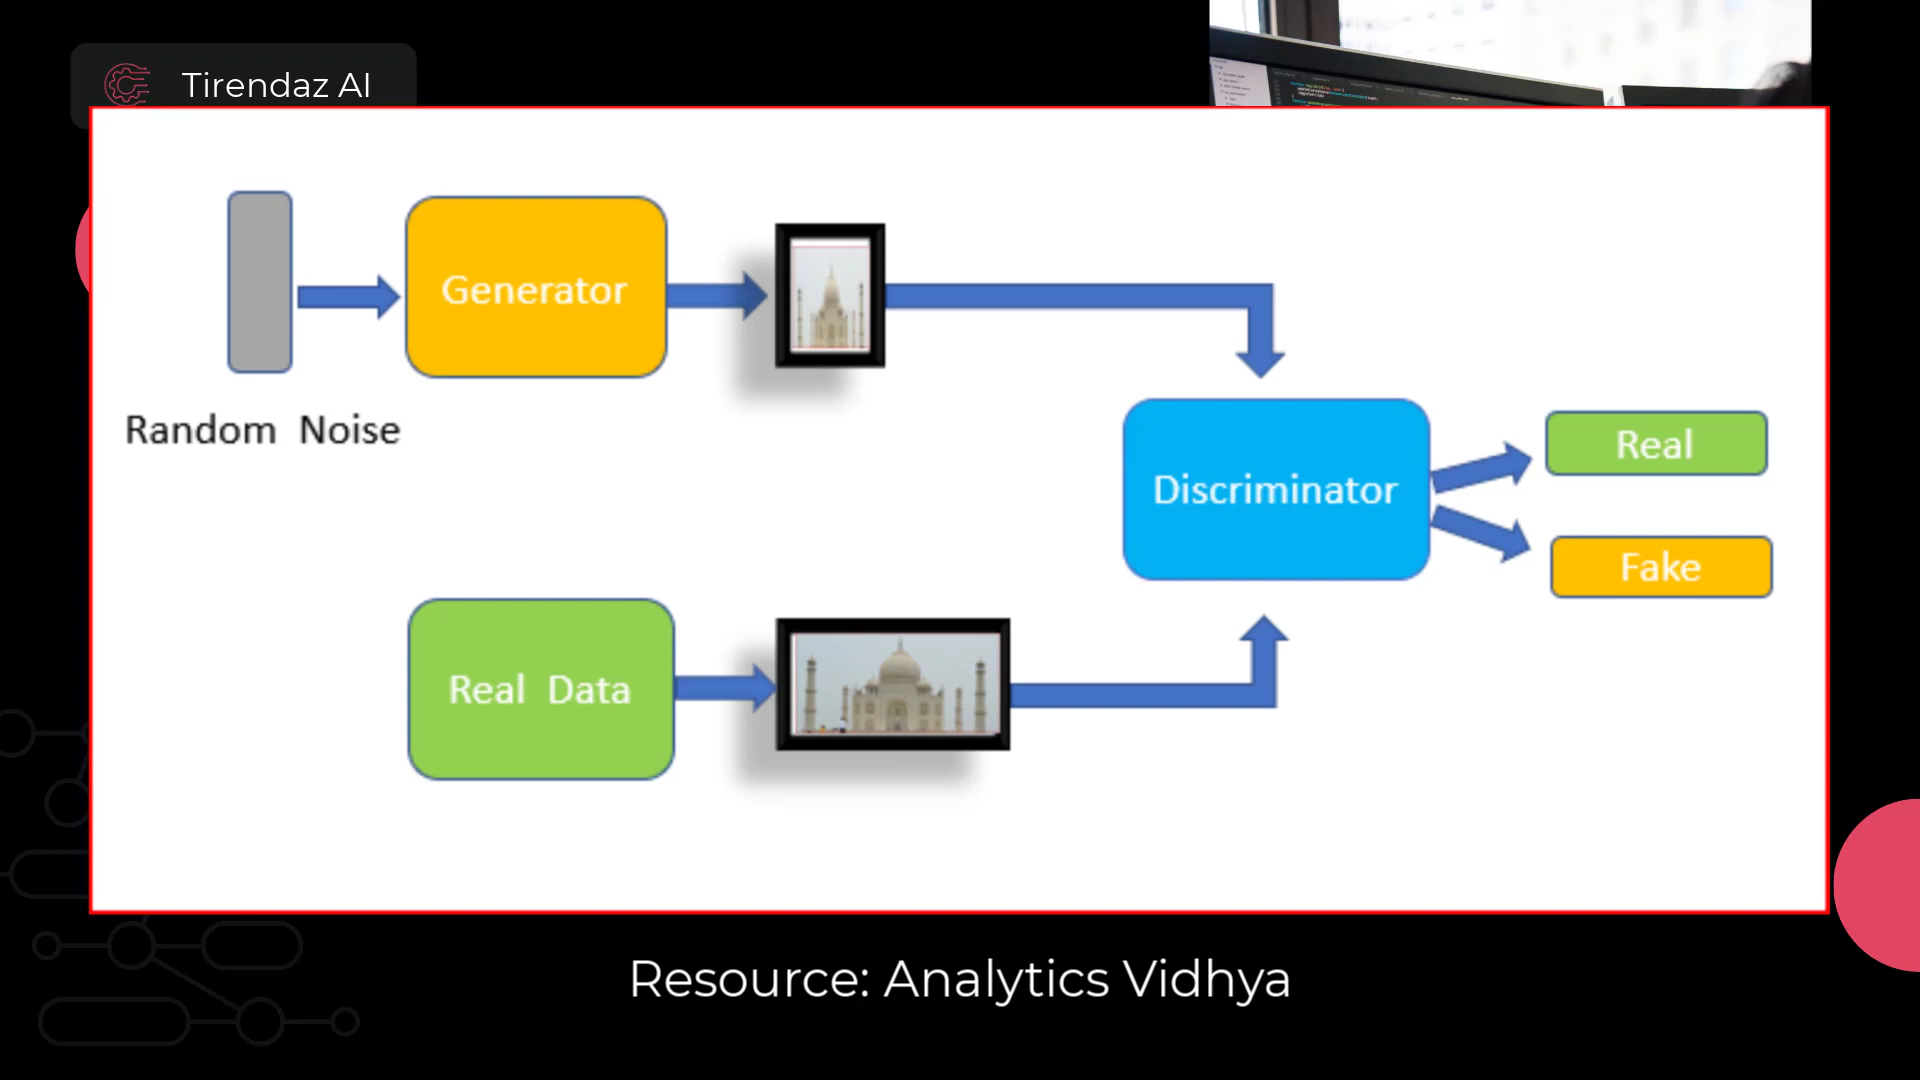 Tirendaz AI
Generator
Random Noise
Discriminator
Real
Fake
Real Data
Resource: Analytics Vidhya